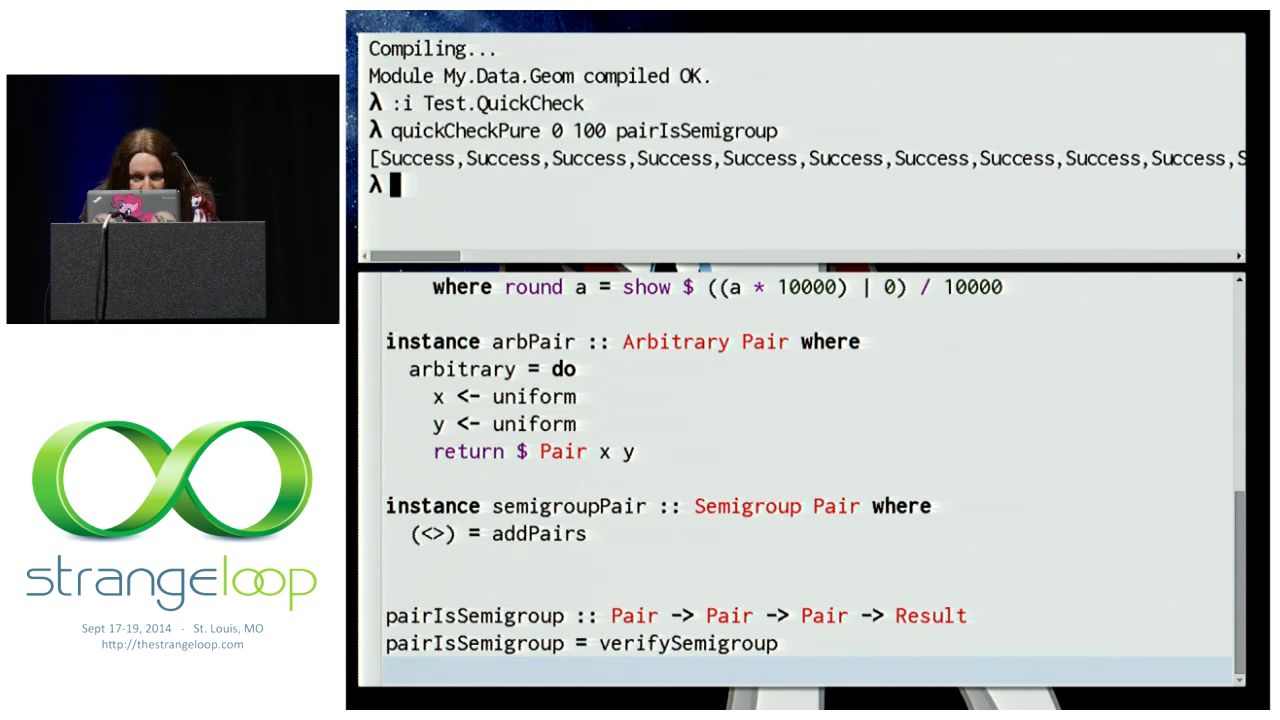 Compiling...
Module My.Data.Geom compiled OK.
λ :i Test.QuickCheck
λ quickCheckPure 0 100 pairIsSemigroup
[Success,Success,Success,Success,Success,Success,Success,Success,Success,Success,S
λ
where round a = show $ ((a * 10000) | 0) / 10000
instance arbPair :: Arbitrary Pair where
arbitrary = do
x <- uniform
y <- uniform
return $ Pair x y
instance semigroupPair :: Semigroup Pair where
(<>) = addPairs
pairIsSemigroup :: Pair -> Pair -> Pair -> Result
pairIsSemigroup = verifySemigroup
strangeloop
Sept 17-19, 2014 - St. Louis, MO
http://thestrangeloop.com